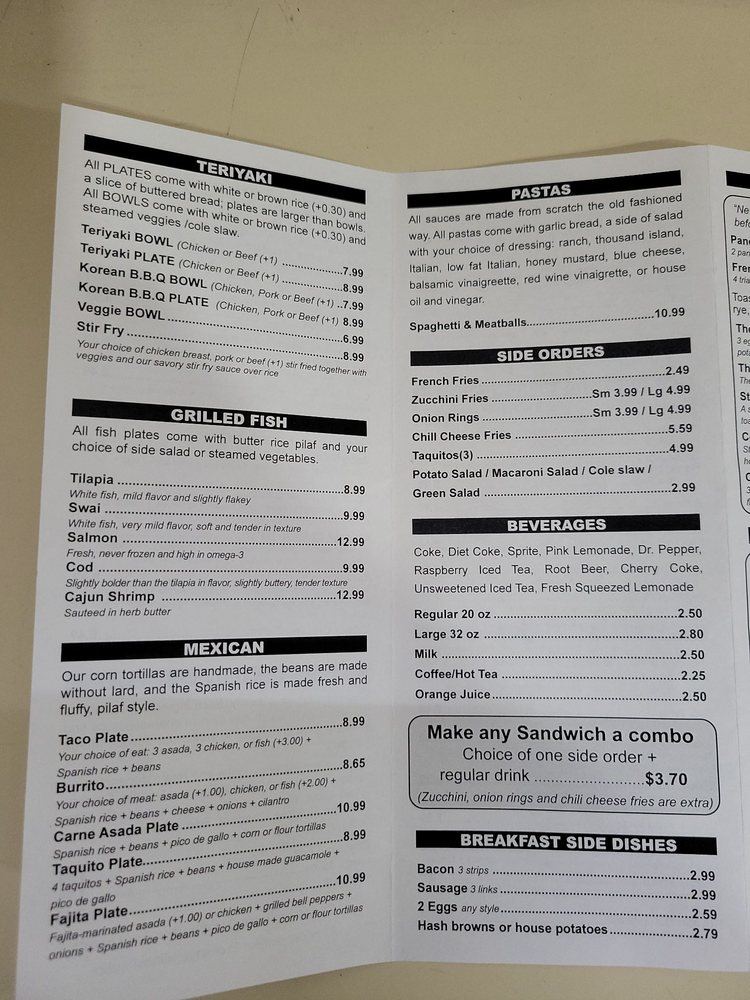 TERIYAKI
All PLATES come with white or brown rice (+0.30) and
a slice of buttered bread; plates are larger than bowls.
All BOWLS come with white or brown rice (+0.30) and
steamed veggies /cole slaw.
Teriyaki BOWL (Chicken or Beef (+1) ..................7.99
Teriyaki PLATE (Chicken or Beef (+1) ..................8.99
Korean B.B.Q BOWL (Chicken, Pork or Beef (+1) ..7.99
Korean B.B.Q PLATE (Chicken, Pork or Beef (+1) 8.99
Veggie BOWL ..................6.99
Stir Fry ..................8.99
Your choice of chicken breast, pork or beef (+1) stir fried together with
veggies and our savory stir fry sauce over rice
GRILLED FISH
All fish plates come with butter rice pilaf and your
choice of side salad or steamed vegetables.
Tilapia ..................8.99
White fish, mild flavor and slightly flakey
Swai ..................9.99
White fish, very mild flavor, soft and tender in texture
Salmon ..................12.99
Fresh, never frozen and high in omega-3
Cod ..................9.99
Slightly bolder than the tilapia in flavor, slightly buttery, tender texture
Cajun Shrimp ..................12.99
Sauteed in herb butter
MEXICAN
Our corn tortillas are handmade, the beans are made
without lard, and the Spanish rice is made fresh and
fluffy, pilaf style.
Taco Plate ..................8.99
Your choice of eat: 3 asada, 3 chicken, or fish (+3.00) +
Spanish rice + beans
Burrito ..................8.65
Your choice of meat: asada (+1.00), chicken, or fish (+2.00) +
Spanish rice + beans + cheese + onions + cilantro
Carne Asada Plate ..................10.99
Spanish rice + beans + pico de gallo + corn or flour tortillas
Taquito Plate ..................8.99
4 taquitos + Spanish rice + beans + house made guacamole +
pico de gallo
Fajita Plate ..................10.99
Fajita-marinated asada (+1.00) or chicken + grilled bell peppers +
onions + Spanish rice + beans + pico de gallo + corn or flour tortillas
PASTAS
All sauces are made from scratch the old fashioned
way. All pastas come with garlic bread, a side of salad
with your choice of dressing: ranch, thousand island,
Italian, low fat Italian, honey mustard, blue cheese,
balsamic vinaigreette, red wine vinaigrette, or house
oil and vinegar.
Spaghetti & Meatballs ..................10.99
SIDE ORDERS
French Fries ..................2.49
Zucchini Fries ..................Sm 3.99 / Lg 4.99
Onion Rings ..................Sm 3.99 / Lg 4.99
Chill Cheese Fries ..................5.59
Taquitos(3) ..................4.99
Potato Salad / Macaroni Salad / Cole slaw /
Green Salad ..................2.99
BEVERAGES
Coke, Diet Coke, Sprite, Pink Lemonade, Dr. Pepper,
Raspberry Iced Tea, Root Beer, Cherry Coke,
Unsweetened Iced Tea, Fresh Squeezed Lemonade
Regular 20 oz ..................2.50
Large 32 oz ..................2.80
Milk ..................2.50
Coffee/Hot Tea ..................2.25
Orange Juice ..................2.50
Make any Sandwich a combo
Choice of one side order +
regular drink ..................$3.70
(Zucchini, onion rings and chili cheese fries are extra)
BREAKFAST SIDE DISHES
Bacon 3 strips ..................2.99
Sausage 3 links ..................2.99
2 Eggs any style ..................2.59
Hash browns or house potatoes ..................2.79